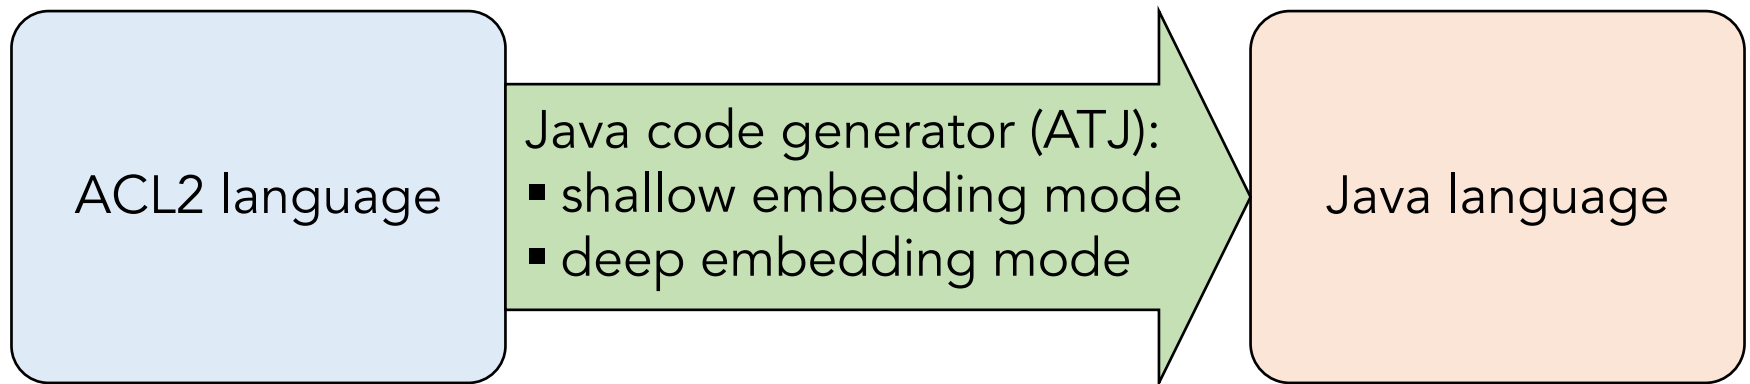 ACL2 language
Java code generator (ATJ):
▪ shallow embedding mode
▪ deep embedding mode
Java language